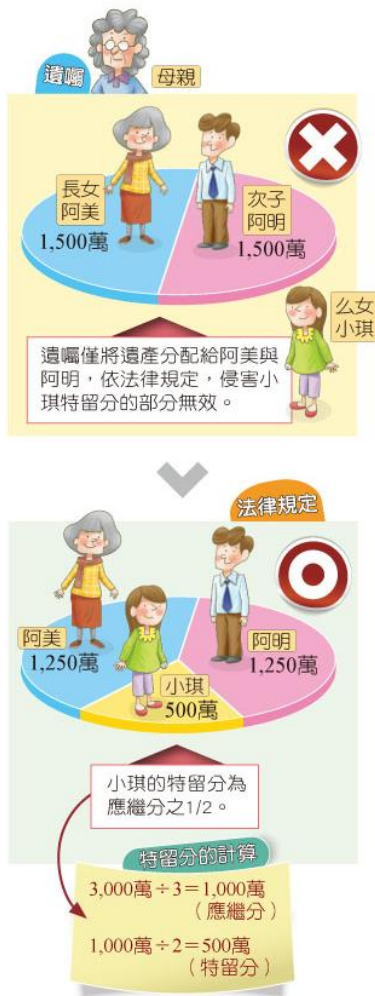 遺囑
母親
長女
阿美
1,500萬
次子
阿明
1,500萬
么女
小琪
遺囑僅將遺產分配給阿美與
阿明，依法律規定，侵害小
琪特留分的部分無效。
法律規定
阿美
1,250萬
小琪
500萬
阿明
1,250萬
小琪的特留分為
應繼分之1/2。
特留分的計算
3,000萬÷3＝1,000萬
（應繼分）
1,000萬÷2＝500萬
（特留分）